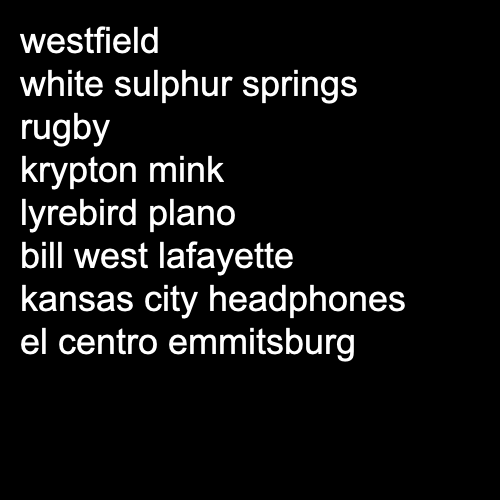 westfield
white sulphur springs
rugby
krypton mink
lyrebird plano
bill west lafayette
kansas city headphones
el centro emmitsburg